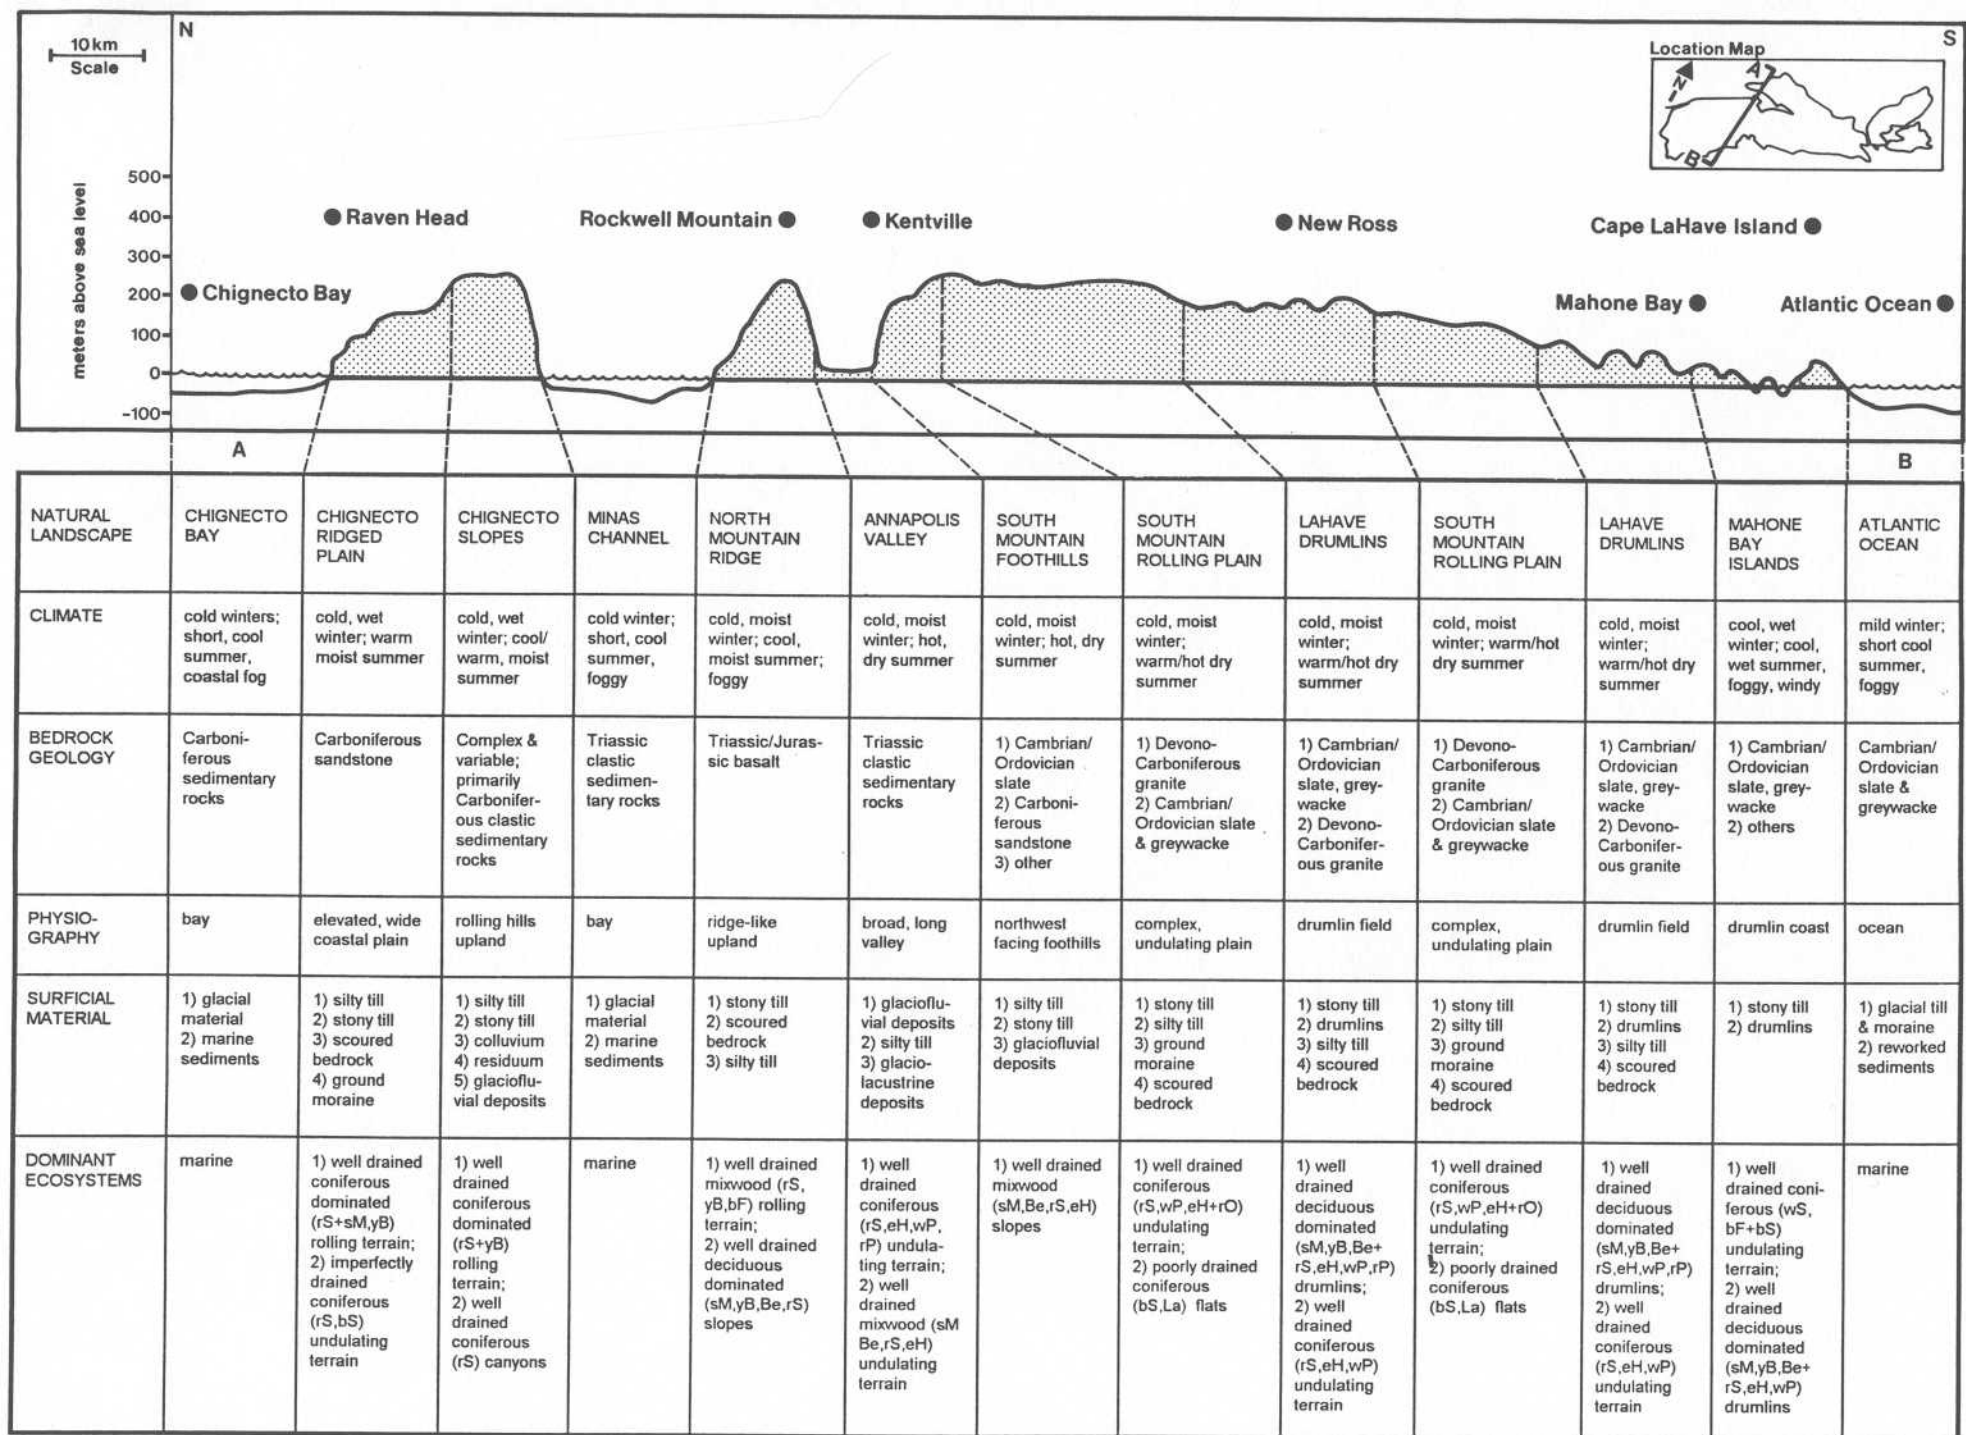 N
S
10 km
Scale
Location Map
A
N
B
meters above sea level
500
400
300
200
100
0
-100
Chignecto Bay
Raven Head
Rockwell Mountain
Kentville
New Ross
Cape LaHave Island
Mahone Bay
Atlantic Ocean
A
B
NATURAL
LANDSCAPE
CHIGNECTO
BAY
CHIGNECTO
RIDGED
PLAIN
CHIGNECTO
SLOPES
MINAS
CHANNEL
NORTH
MOUNTAIN
RIDGE
ANNAPOLIS
VALLEY
SOUTH
MOUNTAIN
FOOTHILLS
SOUTH
MOUNTAIN
ROLLING PLAIN
LAHAVE
DRUMLINS
SOUTH
MOUNTAIN
ROLLING PLAIN
LAHAVE
DRUMLINS
MAHONE
BAY
ISLANDS
ATLANTIC
OCEAN
CLIMATE
cold winters;
short, cool
summer,
coastal fog
cold, wet
winter; warm
moist summer
cold, wet
winter; cool/
warm, moist
summer
cold winter;
short, cool
summer,
foggy
cold, moist
winter; cool,
moist summer;
foggy
cold, moist
winter; hot,
dry summer
cold, moist
winter; hot, dry
summer
cold, moist
winter;
warm/hot dry
summer
cold, moist
winter;
warm/hot dry
summer
cold, moist
winter; warm/hot
dry summer
cold, moist
winter;
warm/hot dry
summer
cool, wet
winter; cool,
wet summer,
foggy, windy
mild winter;
short cool
summer,
foggy
BEDROCK
GEOLOGY
Carboni-
ferous
sedimentary
rocks
Carboniferous
sandstone
Complex &
variable;
primarily
Carbonifer-
ous clastic
sedimentary
rocks
Triassic
clastic
sedimen-
tary rocks
Triassic/Juras-
sic basalt
Triassic
clastic
sedimentary
rocks
1) Cambrian/
Ordovician
slate
2) Carboni-
ferous
sandstone
3) other
1) Devono-
Carboniferous
granite
2) Cambrian/
Ordovician slate
& greywacke
1) Cambrian/
Ordovician
slate, grey-
wacke
2) Devono-
Carbonifer-
ous granite
1) Devono-
Carboniferous
granite
2) Cambrian/
Ordovician slate
& greywacke
1) Cambrian/
Ordovician
slate, grey-
wacke
2) Devono-
Carbonifer-
ous granite
1) Cambrian/
Ordovician
slate, grey-
wacke
2) others
Cambrian/
Ordovician
slate &
greywacke
PHYSIO-
GRAPHY
bay
elevated, wide
coastal plain
rolling hills
upland
bay
ridge-like
upland
broad, long
valley
northwest
facing foothills
complex,
undulating plain
drumlin field
complex,
undulating plain
drumlin field
drumlin coast
ocean
SURFICIAL
MATERIAL
1) glacial
material
2) marine
sediments
1) silty till
2) stony till
3) scoured
bedrock
4) ground
moraine
1) silty till
2) stony till
3) colluvium
4) residuum
5) glacioflu-
vial deposits
1) glacial
material
2) marine
sediments
1) stony till
2) scoured
bedrock
3) silty till
1) glacioflu-
vial deposits
2) silty till
3) glacio-
lacustrine
deposits
1) silty till
2) stony till
3) glaciofluvial
deposits
1) stony till
2) silty till
3) ground
moraine
4) scoured
bedrock
1) stony till
2) drumlins
3) silty till
4) scoured
bedrock
1) stony till
2) silty till
3) ground
moraine
4) scoured
bedrock
1) stony till
2) drumlins
3) silty till
4) scoured
bedrock
1) stony till
2) drumlins
1) glacial till
& moraine
2) reworked
sediments
DOMINANT
ECOSYSTEMS
marine
1) well drained
coniferous
dominated
(rS+sM,yB)
rolling terrain;
2) imperfectly
drained
coniferous
(rS,bS)
undulating
terrain
1) well
drained
coniferous
dominated
(rS+yB)
rolling
terrain;
2) well
drained
coniferous
(rS) canyons
marine
1) well drained
mixwood (rS,
yB,bF) rolling
terrain;
2) well drained
deciduous
dominated
(sM,yB,Be,rS)
slopes
1) well
drained
coniferous
(rS,eH,wP,
rP) undula-
ting terrain;
2) well
drained
mixwood (sM
Be,rS,eH)
undulating
terrain
1) well drained
mixwood
(sM,Be,rS,eH)
slopes
1) well drained
coniferous
(rS,wP,eH+rO)
undulating
terrain;
2) poorly drained
coniferous
(bS,La) flats
1) well
drained
deciduous
dominated
(sM,yB,Be+
rS,eH,wP,rP)
drumlins;
2) well
drained
coniferous
(rS,eH,wP)
undulating
terrain
1) well drained
coniferous
(rS,wP,eH+rO)
undulating
terrain;
2) poorly drained
coniferous
(bS,La) flats
1) well
drained
deciduous
dominated
(sM,yB,Be+
rS,eH,wP,rP)
drumlins;
2) well
drained
coniferous
(rS,eH,wP)
undulating
terrain
1) well
drained coni-
ferous (wS,
bF+bS)
undulating
terrain;
2) well
drained
deciduous
dominated
(sM,yB,Be+
rS,eH,wP)
drumlins
marine